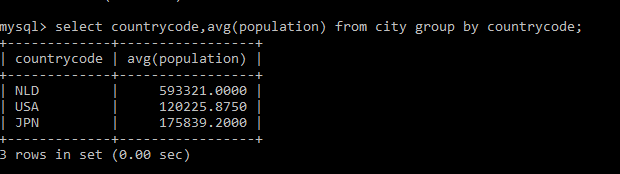 mysql> select countrycode,avg(population) from city group by countrycode;
+-------------+-----------------+
| countrycode | avg(population) |
+-------------+-----------------+
| NLD         |     593321.0000 |
| USA         |     120225.8750 |
| JPN         |     175839.2000 |
+-------------+-----------------+
3 rows in set (0.00 sec)